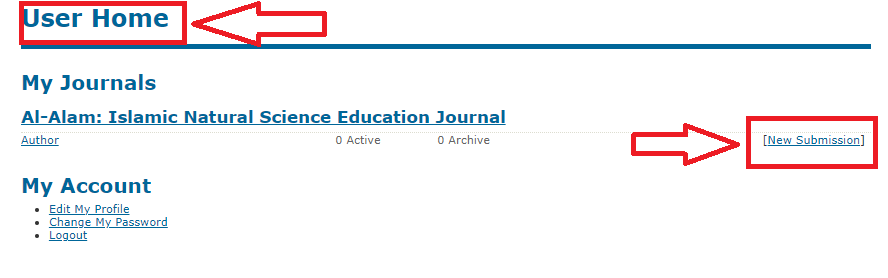 User Home
My Journals
Al-Alam: Islamic Natural Science Education Journal
Author 0 Active 0 Archive [New Submission]
My Account
Edit My Profile
Change My Password
Logout